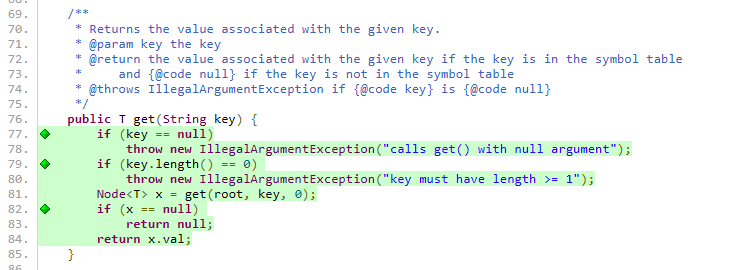 69. /**
70. * Returns the value associated with the given key.
71. * @param key the key
72. * @return the value associated with the given key if the key is in the symbol table
73. *     and {@code null} if the key is not in the symbol table
74. * @throws IllegalArgumentException if {@code key} is {@code null}
75. */
76. public T get(String key) {
77. if (key == null)
78. throw new IllegalArgumentException("calls get() with null argument");
79. if (key.length() == 0)
80. throw new IllegalArgumentException("key must have length >= 1");
81. Node<T> x = get(root, key, 0);
82. if (x == null)
83. return null;
84. return x.val;
85. }
86.